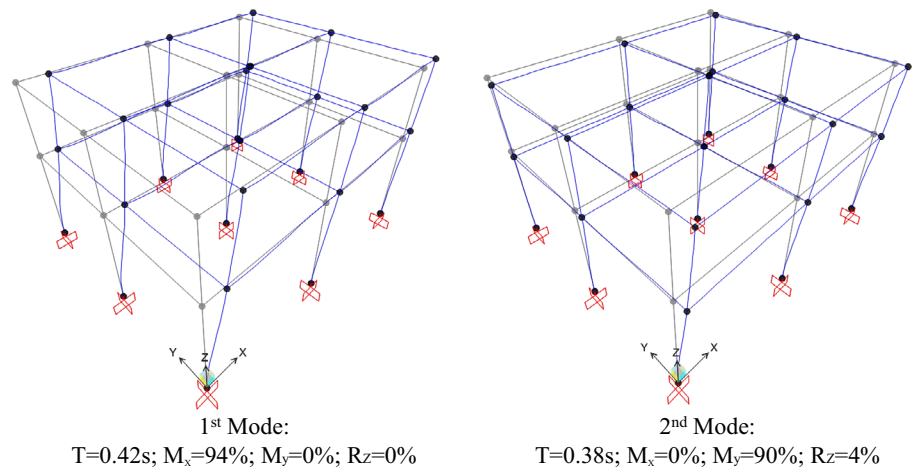 Y
Z
X
Y
Z
X
1st Mode:
T=0.42s; Mx=94%; My=0%; Rz=0%
2nd Mode:
T=0.38s; Mx=0%; My=90%; Rz=4%